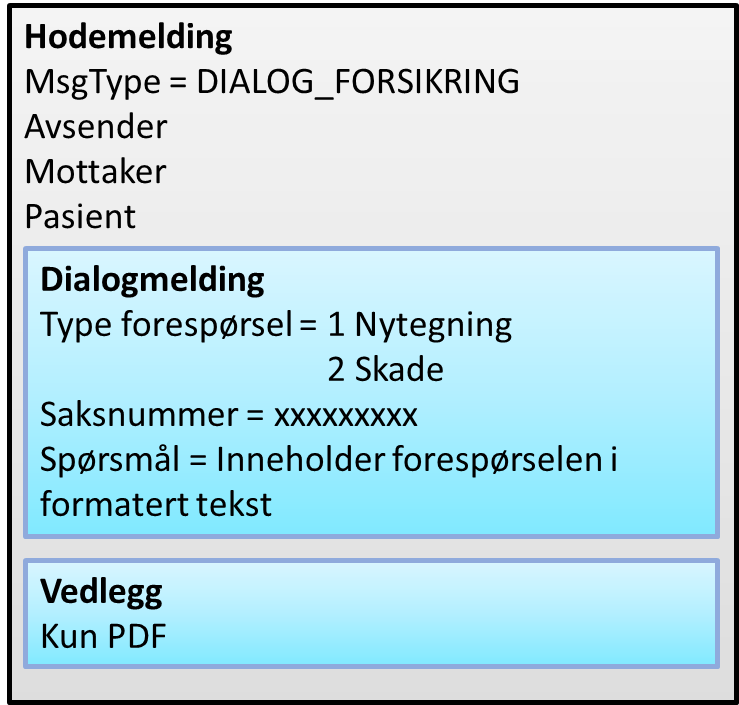 Hodemelding
MsgType = DIALOG_FORSIKRING
Avsender
Mottaker
Pasient
Dialogmelding
Type forespørsel = 1 Nytegning
2 Skade
Saksnummer = xxxxxxxxx
Spørsmål = Inneholder forespørselen i
formatert tekst
Vedlegg
Kun PDF